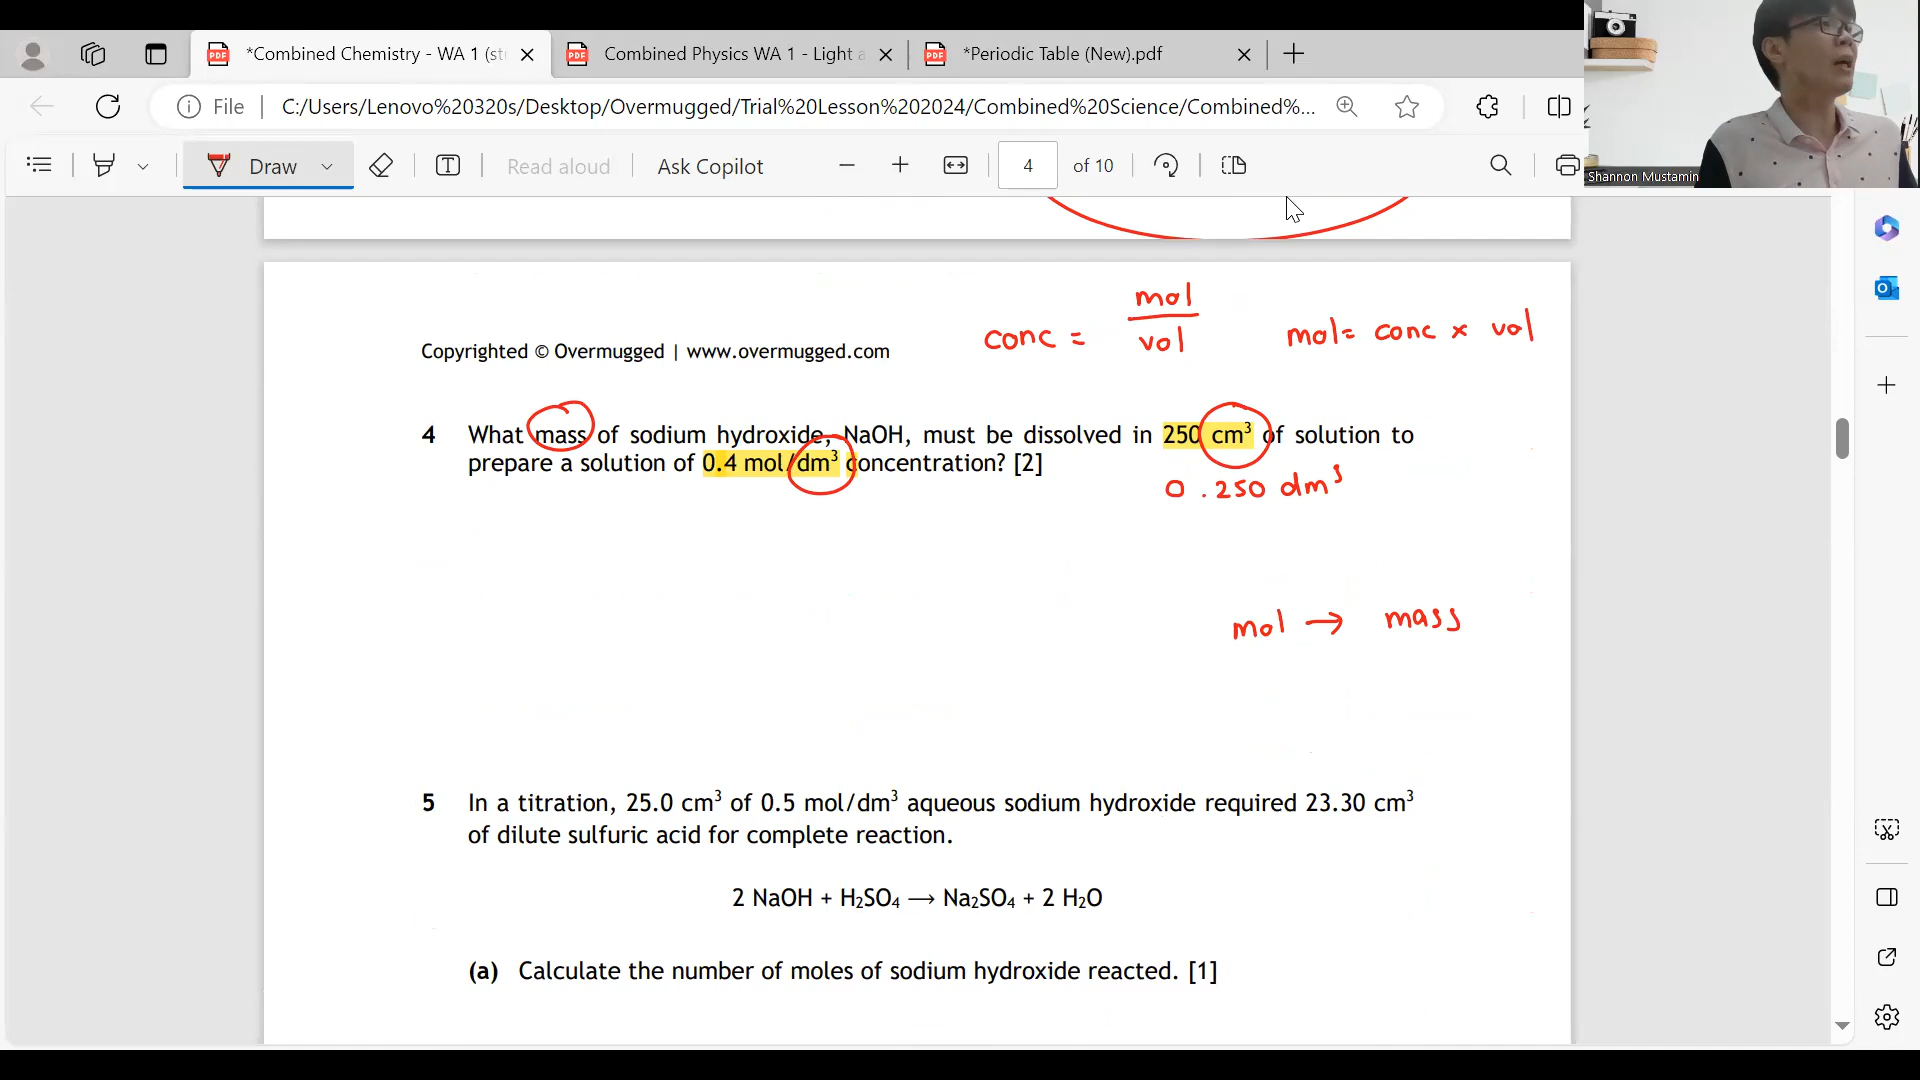 *Combined Chemistry - WA 1 (st
Combined Physics WA 1 - Light a
*Periodic Table (New).pdf
File
C:/Users/Lenovo%20320s/Desktop/Overmugged/Trial%20Lesson%202024/Combined%20Science/Combined%...
Draw
Read aloud
Ask Copilot
4
of 10
Shannon Mustamin
conc = mol/vol
mol = conc × vol
Copyrighted © Overmugged | www.overmugged.com
4 What mass of sodium hydroxide, NaOH, must be dissolved in 250 cm³ of solution to
prepare a solution of 0.4 mol/dm³ concentration? [2]
0.250 dm³
mol → mass
5 In a titration, 25.0 cm³ of 0.5 mol/dm³ aqueous sodium hydroxide required 23.30 cm³
of dilute sulfuric acid for complete reaction.
2 NaOH + H₂SO₄ ⟶ Na₂SO₄ + 2 H₂O
(a) Calculate the number of moles of sodium hydroxide reacted. [1]